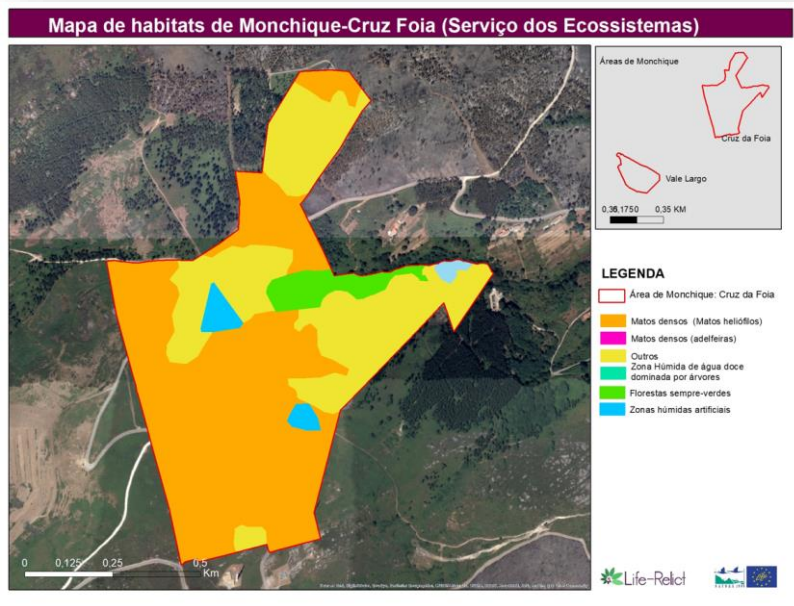 Mapa de habitats de Monchique-Cruz Foia (Serviço dos Ecossistemas)
Áreas de Monchique
Cruz da Foia
Vale Largo
0,35 KM
LEGENDA
Área de Monchique: Cruz da Foia
Matos densos (Matos heliófilos)
Matos densos (adelfeiras)
Outros
Zona Húmida de água doce
dominada por árvores
Florestas sempre-verdes
Zonas húmidas artificiais
0 0,125 0,25 0,5
Km
Life-Relict